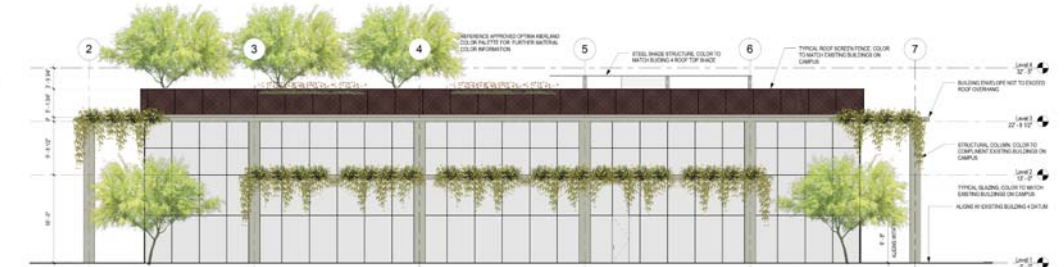 2
3
4
5
6
7
REFERENCE APPROVED OPTIMA KIERLAND
COLOR PALETTE FOR FURTHER MATERIAL
COLOR INFORMATION
STEEL SHADE STRUCTURE, COLOR TO
MATCH BUIDING 4 ROOF TOP SHADE
TYPICAL ROOF SCREEN FENCE, COLOR
TO MATCH EXISTING BUILDINGS ON
CAMPUS
Level 4
32' - 5"
BUILDING ENVELOPE NOT TO EXCEED
ROOF OVERHANG
Level 3
22' - 8 1/2"
STRUCTURAL COLUMN, COLOR TO
COMPLIMENT EXISTING BUILDINGS ON
CAMPUS
Level 2
13' - 0"
TYPICAL GLAZING, COLOR TO MATCH
EXISTING BUILDINGS ON CAMPUS
ALIGNS W/ EXISTING BUILDING 4 DATUM
Level 1